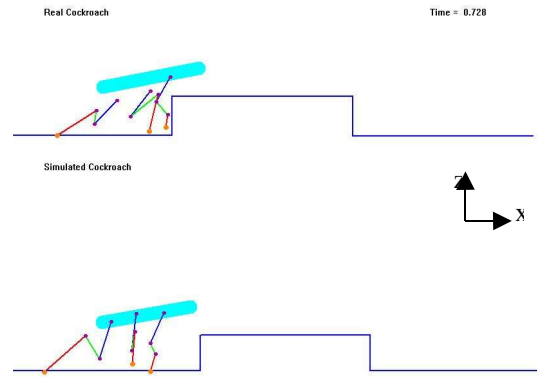 Real Cockroach
Time = 0.728
Simulated Cockroach
Z
X